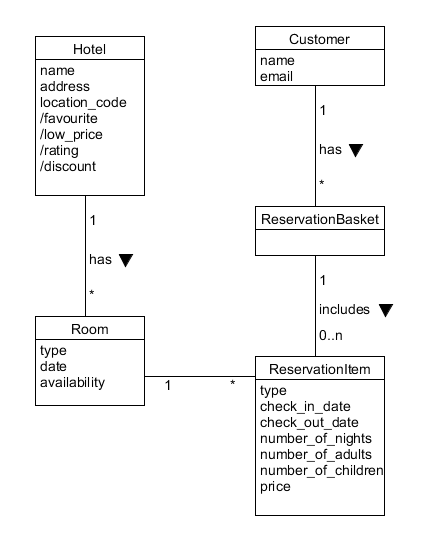 Hotel
name
address
location_code
/favourite
/low_price
/rating
/discount
1
has
*
Room
type
date
availability
1
*
Customer
name
email
1
has
*
ReservationBasket
1
includes
0..n
ReservationItem
type
check_in_date
check_out_date
number_of_nights
number_of_adults
number_of_children
price